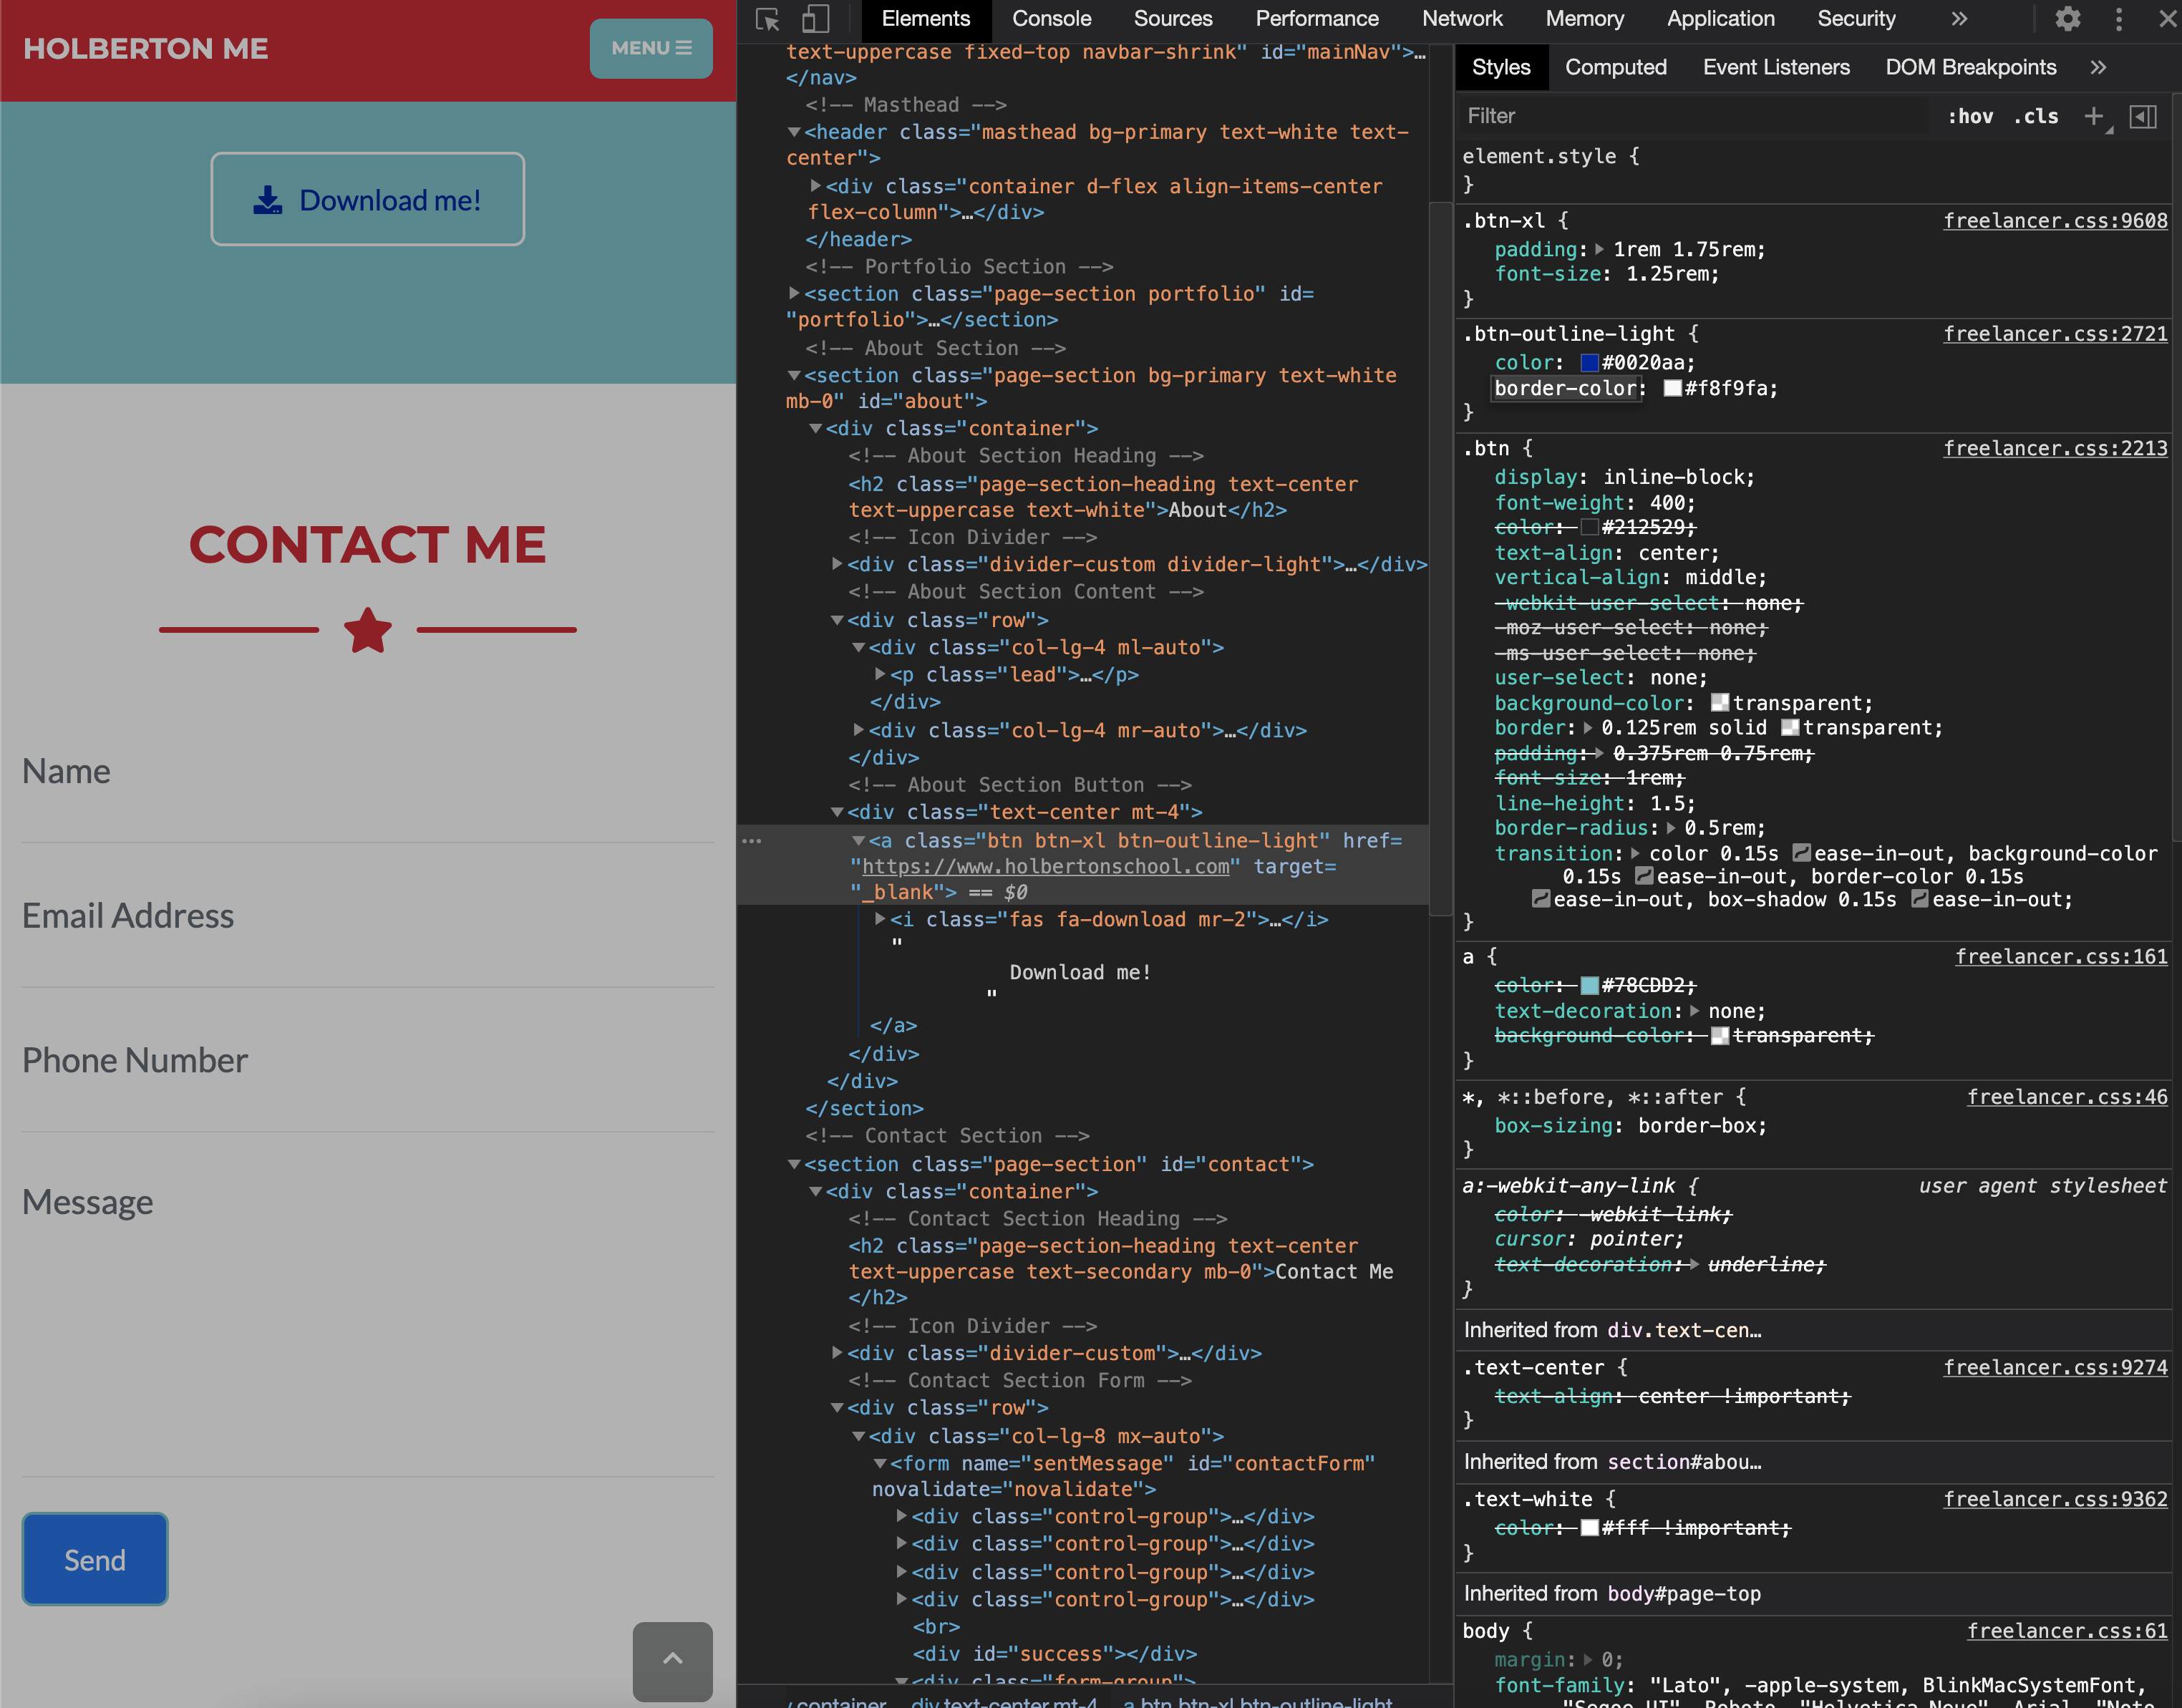 HOLBERTON ME
MENU
Download me!
CONTACT ME
Name
Email Address
Phone Number
Message
Send
Elements Console Sources Performance Network Memory Application Security »
text-uppercase fixed-top navbar-shrink" id="mainNav">…
</nav>
<!-- Masthead -->
<header class="masthead bg-primary text-white text-
center">
<div class="container d-flex align-items-center
flex-column">…</div>
</header>
<!-- Portfolio Section -->
<section class="page-section portfolio" id=
"portfolio">…</section>
<!-- About Section -->
<section class="page-section bg-primary text-white
mb-0" id="about">
<div class="container">
<!-- About Section Heading -->
<h2 class="page-section-heading text-center
text-uppercase text-white">About</h2>
<!-- Icon Divider -->
<div class="divider-custom divider-light">…</div>
<!-- About Section Content -->
<div class="row">
<div class="col-lg-4 ml-auto">
<p class="lead">…</p>
</div>
<div class="col-lg-4 mr-auto">…</div>
</div>
<!-- About Section Button -->
<div class="text-center mt-4">
<a class="btn btn-xl btn-outline-light" href=
"https://www.holbertonschool.com" target=
"_blank"> == $0
<i class="fas fa-download mr-2">…</i>
"
Download me!
"
</a>
</div>
</div>
</section>
<!-- Contact Section -->
<section class="page-section" id="contact">
<div class="container">
<!-- Contact Section Heading -->
<h2 class="page-section-heading text-center
text-uppercase text-secondary mb-0">Contact Me
</h2>
<!-- Icon Divider -->
<div class="divider-custom">…</div>
<!-- Contact Section Form -->
<div class="row">
<div class="col-lg-8 mx-auto">
<form name="sentMessage" id="contactForm"
novalidate="novalidate">
<div class="control-group">…</div>
<div class="control-group">…</div>
<div class="control-group">…</div>
<div class="control-group">…</div>
<br>
<div id="success"></div>
<div class="form-group">
container div.text-center.mt-4 a.btn.btn-xl.btn-outline-light
Styles Computed Event Listeners DOM Breakpoints »
Filter :hov .cls +
element.style {
}
.btn-xl { freelancer.css:9608
padding: 1rem 1.75rem;
font-size: 1.25rem;
}
.btn-outline-light { freelancer.css:2721
color: #0020aa;
border-color: #f8f9fa;
}
.btn { freelancer.css:2213
display: inline-block;
font-weight: 400;
color: #212529;
text-align: center;
vertical-align: middle;
-webkit-user-select: none;
-moz-user-select: none;
-ms-user-select: none;
user-select: none;
background-color: transparent;
border: 0.125rem solid transparent;
padding: 0.375rem 0.75rem;
font-size: 1rem;
line-height: 1.5;
border-radius: 0.5rem;
transition: color 0.15s ease-in-out, background-color
0.15s ease-in-out, border-color 0.15s
ease-in-out, box-shadow 0.15s ease-in-out;
}
a { freelancer.css:161
color: #78CDD2;
text-decoration: none;
background-color: transparent;
}
*, *::before, *::after { freelancer.css:46
box-sizing: border-box;
}
a:-webkit-any-link { user agent stylesheet
color: -webkit-link;
cursor: pointer;
text-decoration: underline;
}
Inherited from div.text-cen…
.text-center { freelancer.css:9274
text-align: center !important;
}
Inherited from section#abou…
.text-white { freelancer.css:9362
color: #fff !important;
}
Inherited from body#page-top
body { freelancer.css:61
margin: 0;
font-family: "Lato", -apple-system, BlinkMacSystemFont,
"Segoe UI", Roboto, "Helvetica Neue", Arial, "Noto